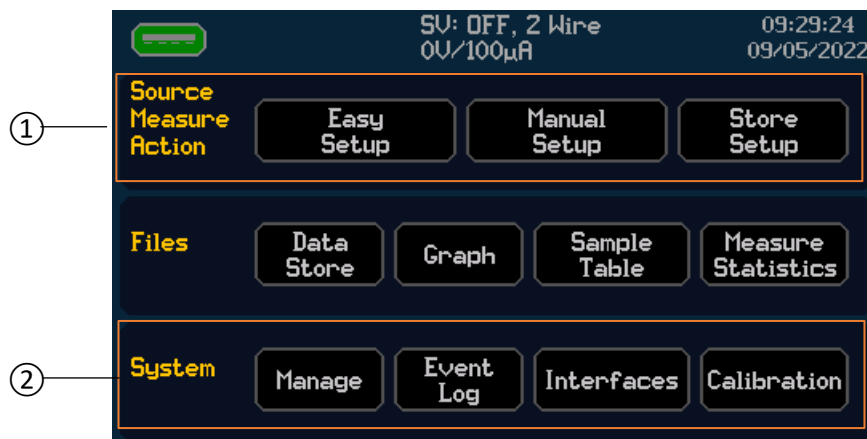 SV: OFF, 2 Wire
0V/100µA
09:29:24
09/05/2022
①
Source
Measure
Action
Easy
Setup
Manual
Setup
Store
Setup
Files
Data
Store
Graph
Sample
Table
Measure
Statistics
②
System
Manage
Event
Log
Interfaces
Calibration